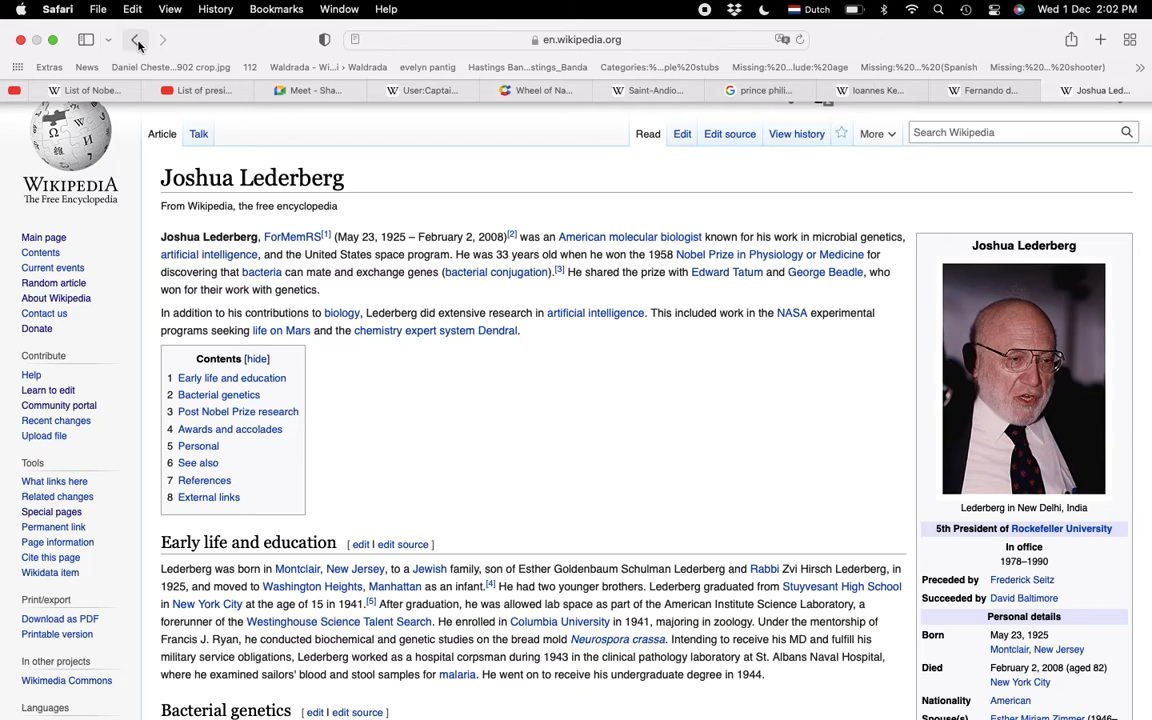 Safari File Edit View History Bookmarks Window Help Dutch Wed 1 Dec 2:02 PM
en.wikipedia.org
Extras News Daniel Cheste...902 crop.jpg 112 Waldrada - Wi...i › Waldrada evelyn pantig Hastings Ban...stings_Banda Categories:%...ple%20stubs Missing:%20...lude:%20age Missing:%20...%20(Spanish Missing:%20...%20shooter)
List of Nobe... List of presi... Meet - Sha... User:Captai... Wheel of Na... Saint-Andio... prince phili... Ioannes Ke... Fernando d... Joshua Led...
WIKIPEDIA
The Free Encyclopedia
Main page
Contents
Current events
Random article
About Wikipedia
Contact us
Donate
Contribute
Help
Learn to edit
Community portal
Recent changes
Upload file
Tools
What links here
Related changes
Special pages
Permanent link
Page information
Cite this page
Wikidata item
Print/export
Download as PDF
Printable version
In other projects
Wikimedia Commons
Languages
Article Talk Read Edit Edit source View history More Search Wikipedia
Joshua Lederberg
From Wikipedia, the free encyclopedia
Joshua Lederberg, ForMemRS[1] (May 23, 1925 – February 2, 2008)[2] was an American molecular biologist known for his work in microbial genetics,
artificial intelligence, and the United States space program. He was 33 years old when he won the 1958 Nobel Prize in Physiology or Medicine for
discovering that bacteria can mate and exchange genes (bacterial conjugation).[3] He shared the prize with Edward Tatum and George Beadle, who
won for their work with genetics.
In addition to his contributions to biology, Lederberg did extensive research in artificial intelligence. This included work in the NASA experimental
programs seeking life on Mars and the chemistry expert system Dendral.
Contents [hide]
1 Early life and education
2 Bacterial genetics
3 Post Nobel Prize research
4 Awards and accolades
5 Personal
6 See also
7 References
8 External links
Early life and education [ edit | edit source ]
Lederberg was born in Montclair, New Jersey, to a Jewish family, son of Esther Goldenbaum Schulman Lederberg and Rabbi Zvi Hirsch Lederberg, in
1925, and moved to Washington Heights, Manhattan as an infant.[4] He had two younger brothers. Lederberg graduated from Stuyvesant High School
in New York City at the age of 15 in 1941.[5] After graduation, he was allowed lab space as part of the American Institute Science Laboratory, a
forerunner of the Westinghouse Science Talent Search. He enrolled in Columbia University in 1941, majoring in zoology. Under the mentorship of
Francis J. Ryan, he conducted biochemical and genetic studies on the bread mold Neurospora crassa. Intending to receive his MD and fulfill his
military service obligations, Lederberg worked as a hospital corpsman during 1943 in the clinical pathology laboratory at St. Albans Naval Hospital,
where he examined sailors' blood and stool samples for malaria. He went on to receive his undergraduate degree in 1944.
Bacterial genetics [ edit | edit source ]
Joshua Lederberg
Lederberg in New Delhi, India
5th President of Rockefeller University
In office
1978–1990
Preceded by Frederick Seitz
Succeeded by David Baltimore
Personal details
Born May 23, 1925
Montclair, New Jersey
Died February 2, 2008 (aged 82)
New York City
Nationality American
Spouse(s) Esther Miriam Zimmer (1946–